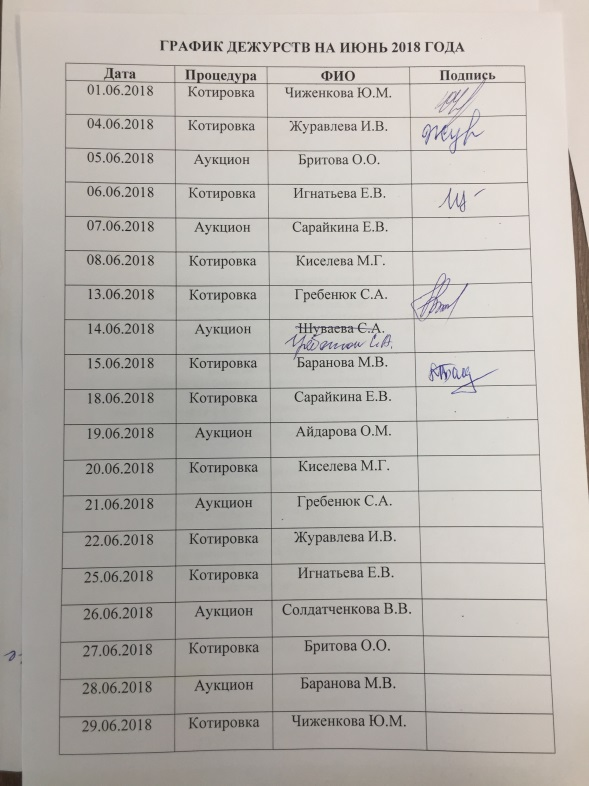 ГРАФИК ДЕЖУРСТВ НА ИЮНЬ 2018 ГОДА
Дата Процедура ФИО Подпись
01.06.2018 Котировка Чиженкова Ю.М.
04.06.2018 Котировка Журавлева И.В. Жур
05.06.2018 Аукцион Бритова О.О.
06.06.2018 Котировка Игнатьева Е.В.
07.06.2018 Аукцион Сарайкина Е.В.
08.06.2018 Котировка Киселева М.Г.
13.06.2018 Котировка Гребенюк С.А.
14.06.2018 Аукцион Шуваева С.А.
Гребенюк С.А.
15.06.2018 Котировка Баранова М.В.
18.06.2018 Котировка Сарайкина Е.В.
19.06.2018 Аукцион Айдарова О.М.
20.06.2018 Котировка Киселева М.Г.
21.06.2018 Аукцион Гребенюк С.А.
22.06.2018 Котировка Журавлева И.В.
25.06.2018 Котировка Игнатьева Е.В.
26.06.2018 Аукцион Солдатченкова В.В.
27.06.2018 Котировка Бритова О.О.
28.06.2018 Аукцион Баранова М.В.
29.06.2018 Котировка Чиженкова Ю.М.